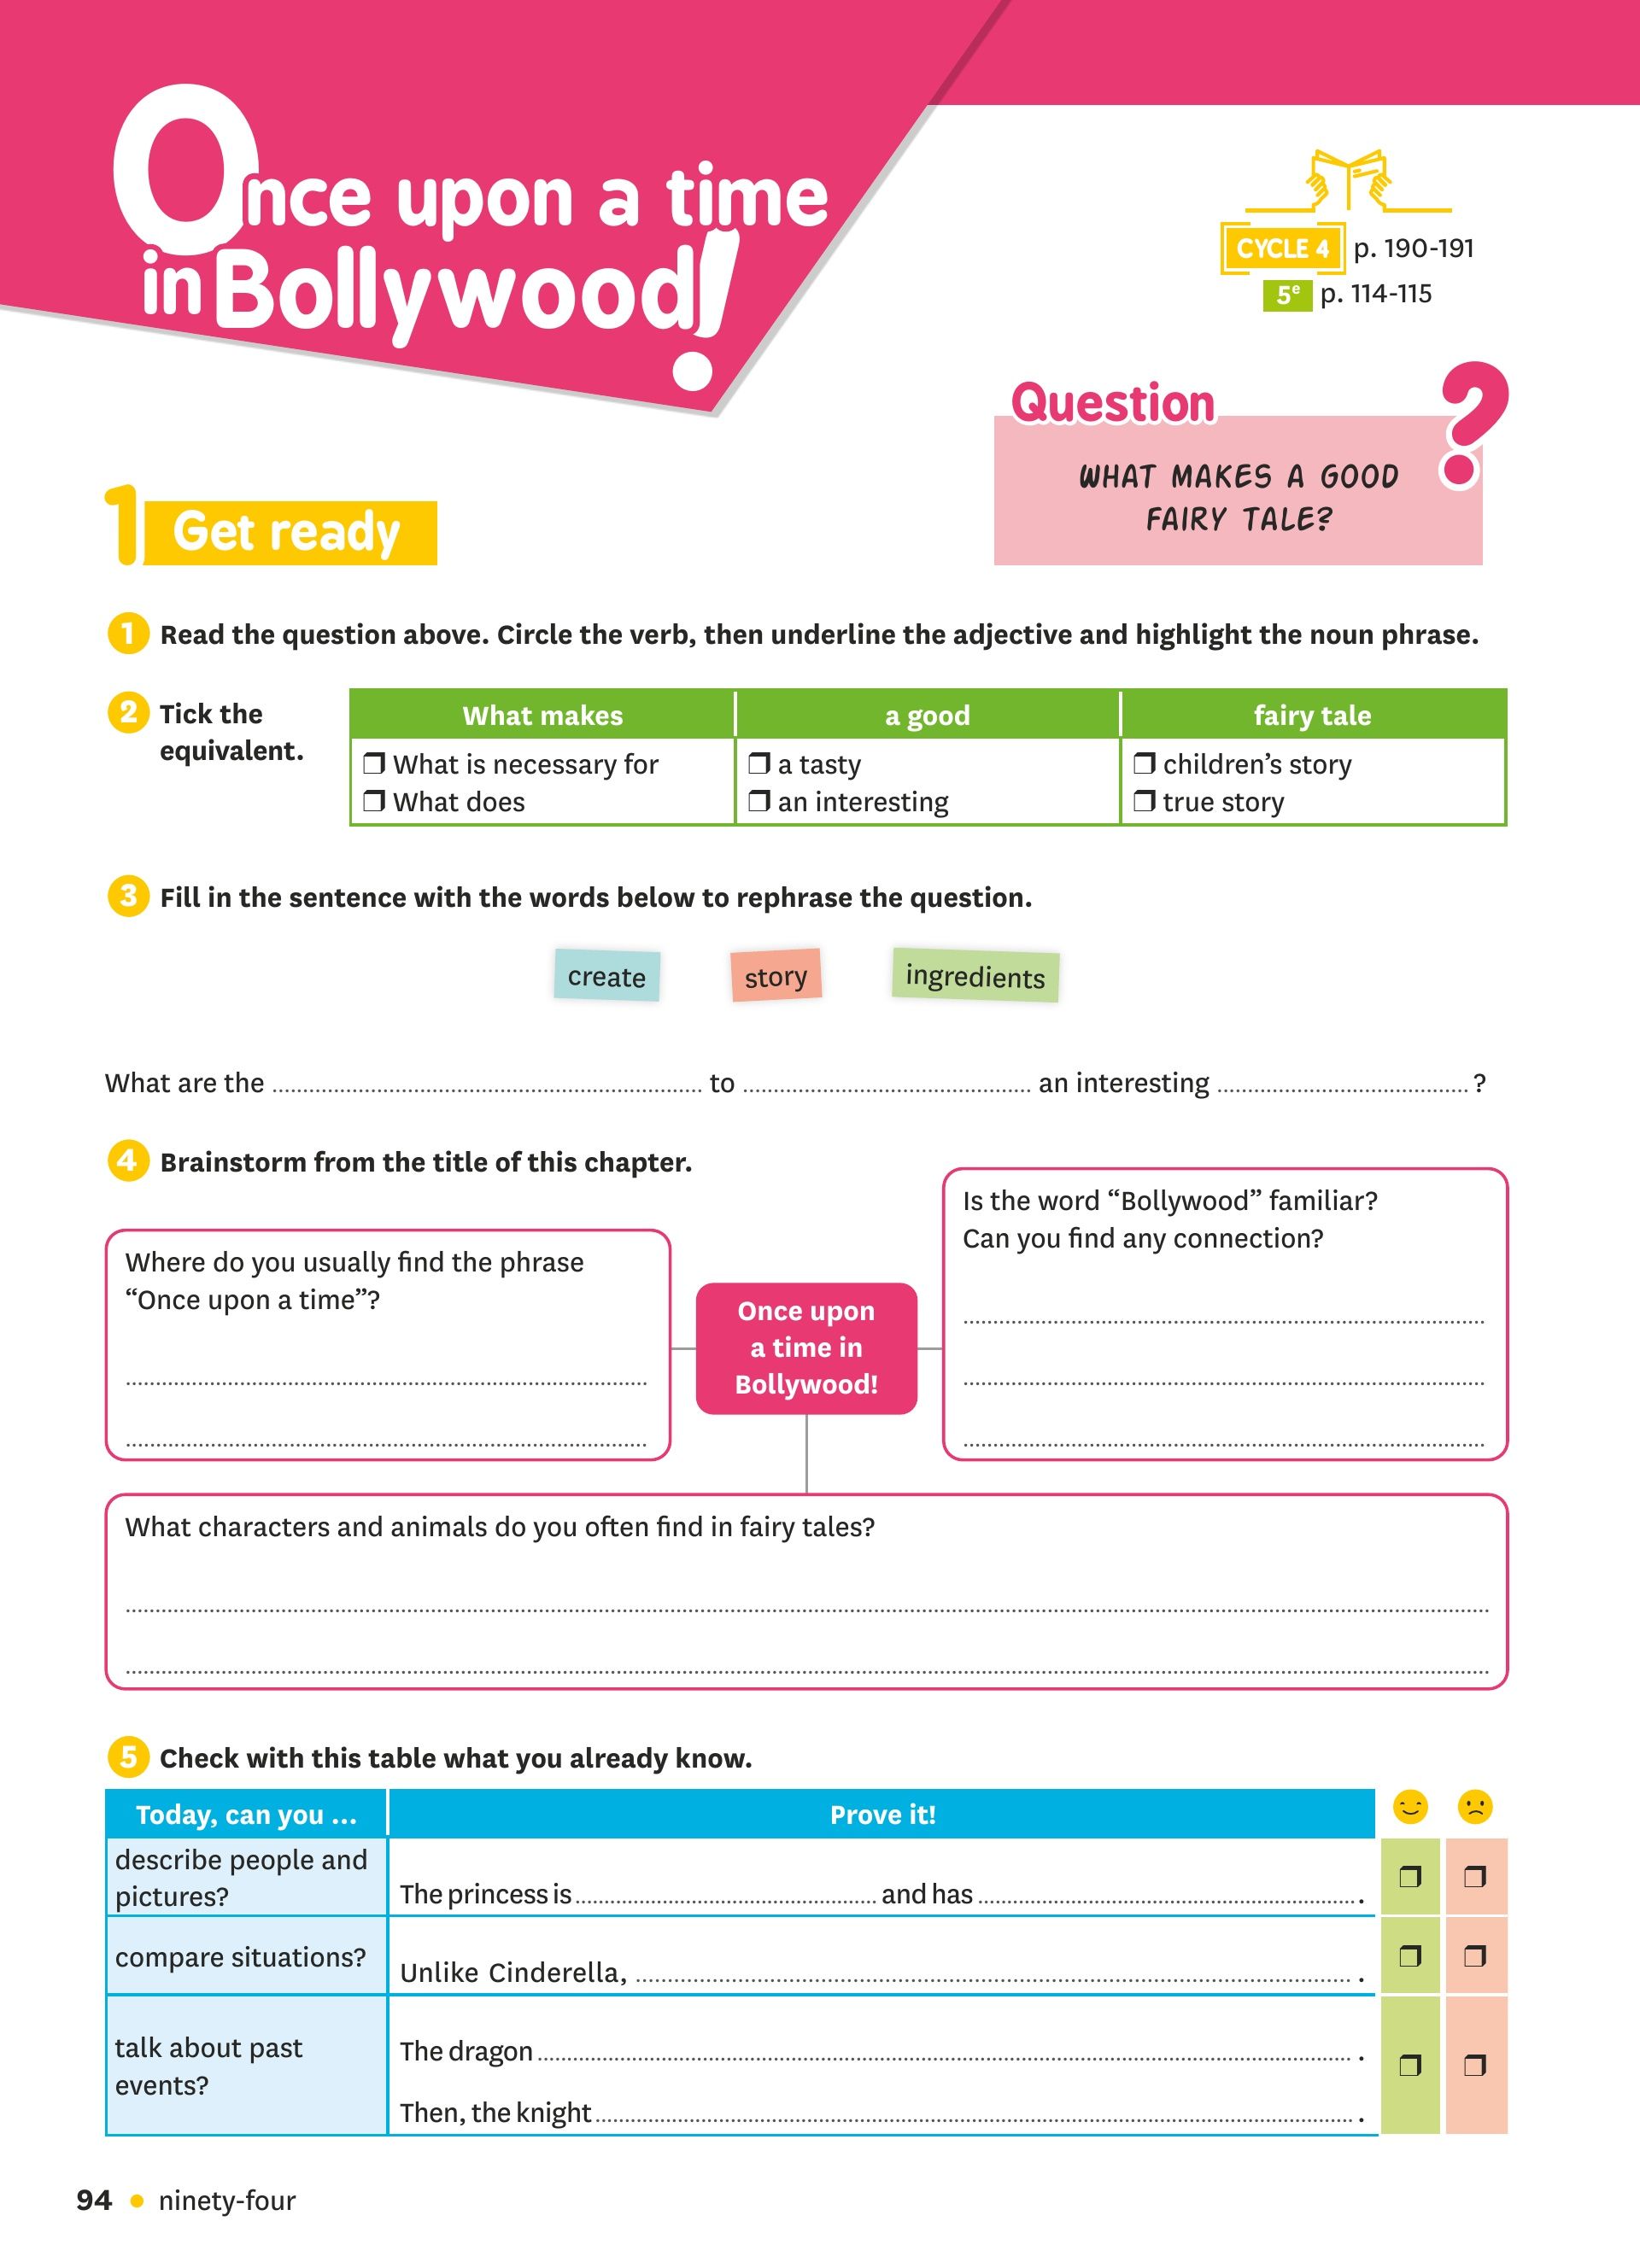 Once upon a time
in Bollywood!
CYCLE 4 p. 190-191
5e p. 114-115
Question ?
WHAT MAKES A GOOD
FAIRY TALE?
1 Get ready
1 Read the question above. Circle the verb, then underline the adjective and highlight the noun phrase.
2 Tick the
equivalent.
What makes a good fairy tale
❒ What is necessary for ❒ a tasty ❒ children’s story
❒ What does ❒ an interesting ❒ true story
3 Fill in the sentence with the words below to rephrase the question.
create story ingredients
What are the ........................ to ........................ an interesting ........................ ?
4 Brainstorm from the title of this chapter.
Where do you usually find the phrase
“Once upon a time”?
Once upon
a time in
Bollywood!
Is the word “Bollywood” familiar?
Can you find any connection?
What characters and animals do you often find in fairy tales?
5 Check with this table what you already know.
Today, can you ... Prove it!
describe people and
pictures?
The princess is ........................ and has ........................ . ❒ ❒
compare situations?
Unlike Cinderella, ........................ . ❒ ❒
talk about past
events?
The dragon ........................ .
Then, the knight ........................ . ❒ ❒
94 • ninety-four